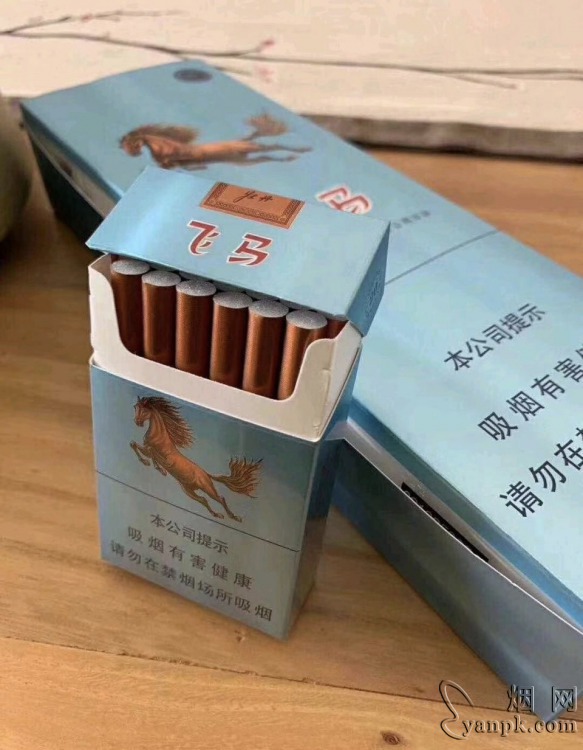 飞马
本公司提示
吸烟有害健康
请勿在禁烟场所吸烟
马
本公司提示
吸烟有害
请勿在
烟网
yanpk.com